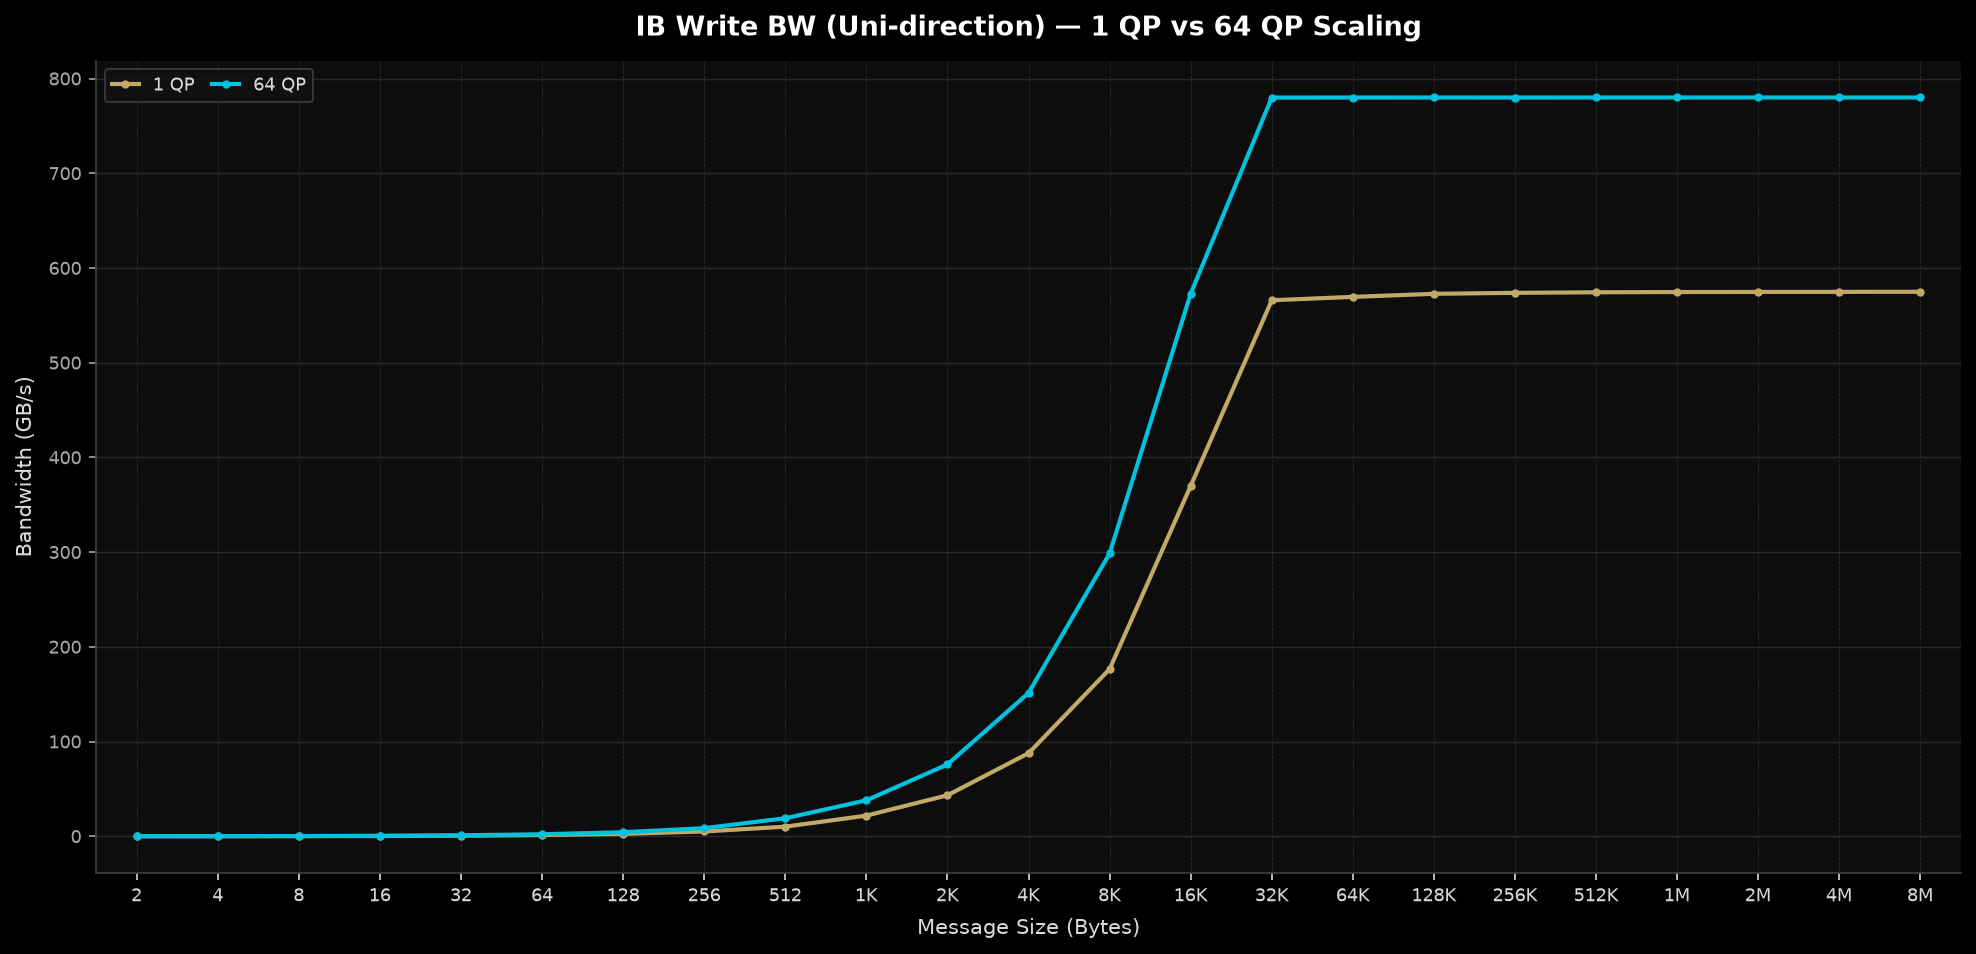 IB Write BW (Uni-direction) — 1 QP vs 64 QP Scaling
1 QP 64 QP
800
700
600
500
400
300
200
100
0
Bandwidth (GB/s)
2 4 8 16 32 64 128 256 512 1K 2K 4K 8K 16K 32K 64K 128K 256K 512K 1M 2M 4M 8M
Message Size (Bytes)